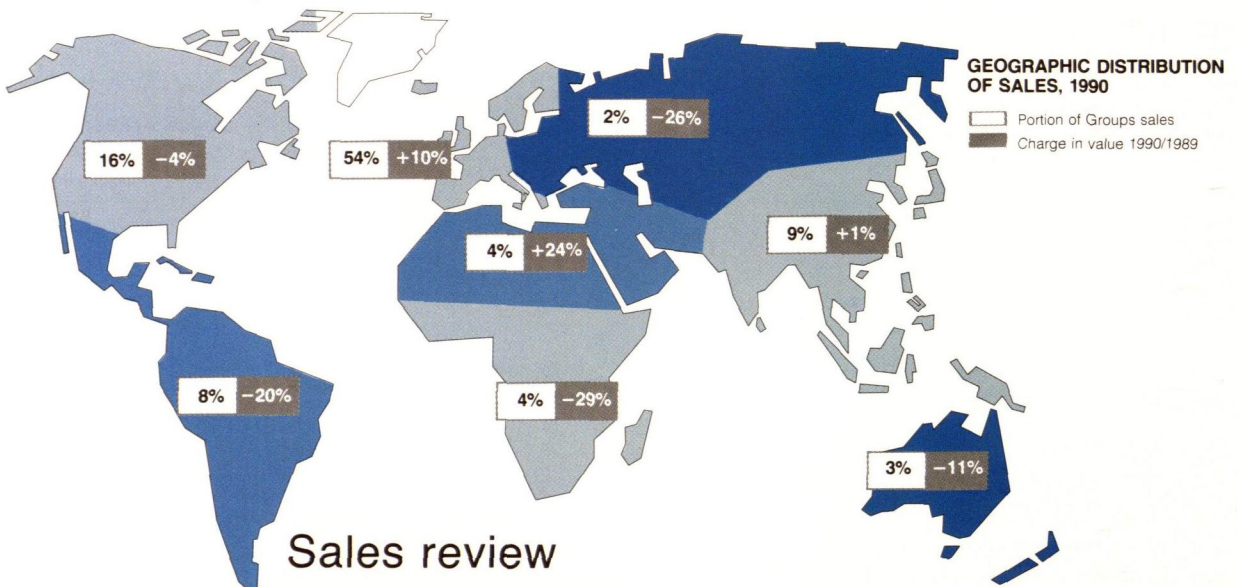 GEOGRAPHIC DISTRIBUTION
OF SALES, 1990
Portion of Groups sales
Charge in value 1990/1989
2% −26%
16% −4%
54% +10%
4% +24%
9% +1%
8% −20%
4% −29%
3% −11%
Sales review